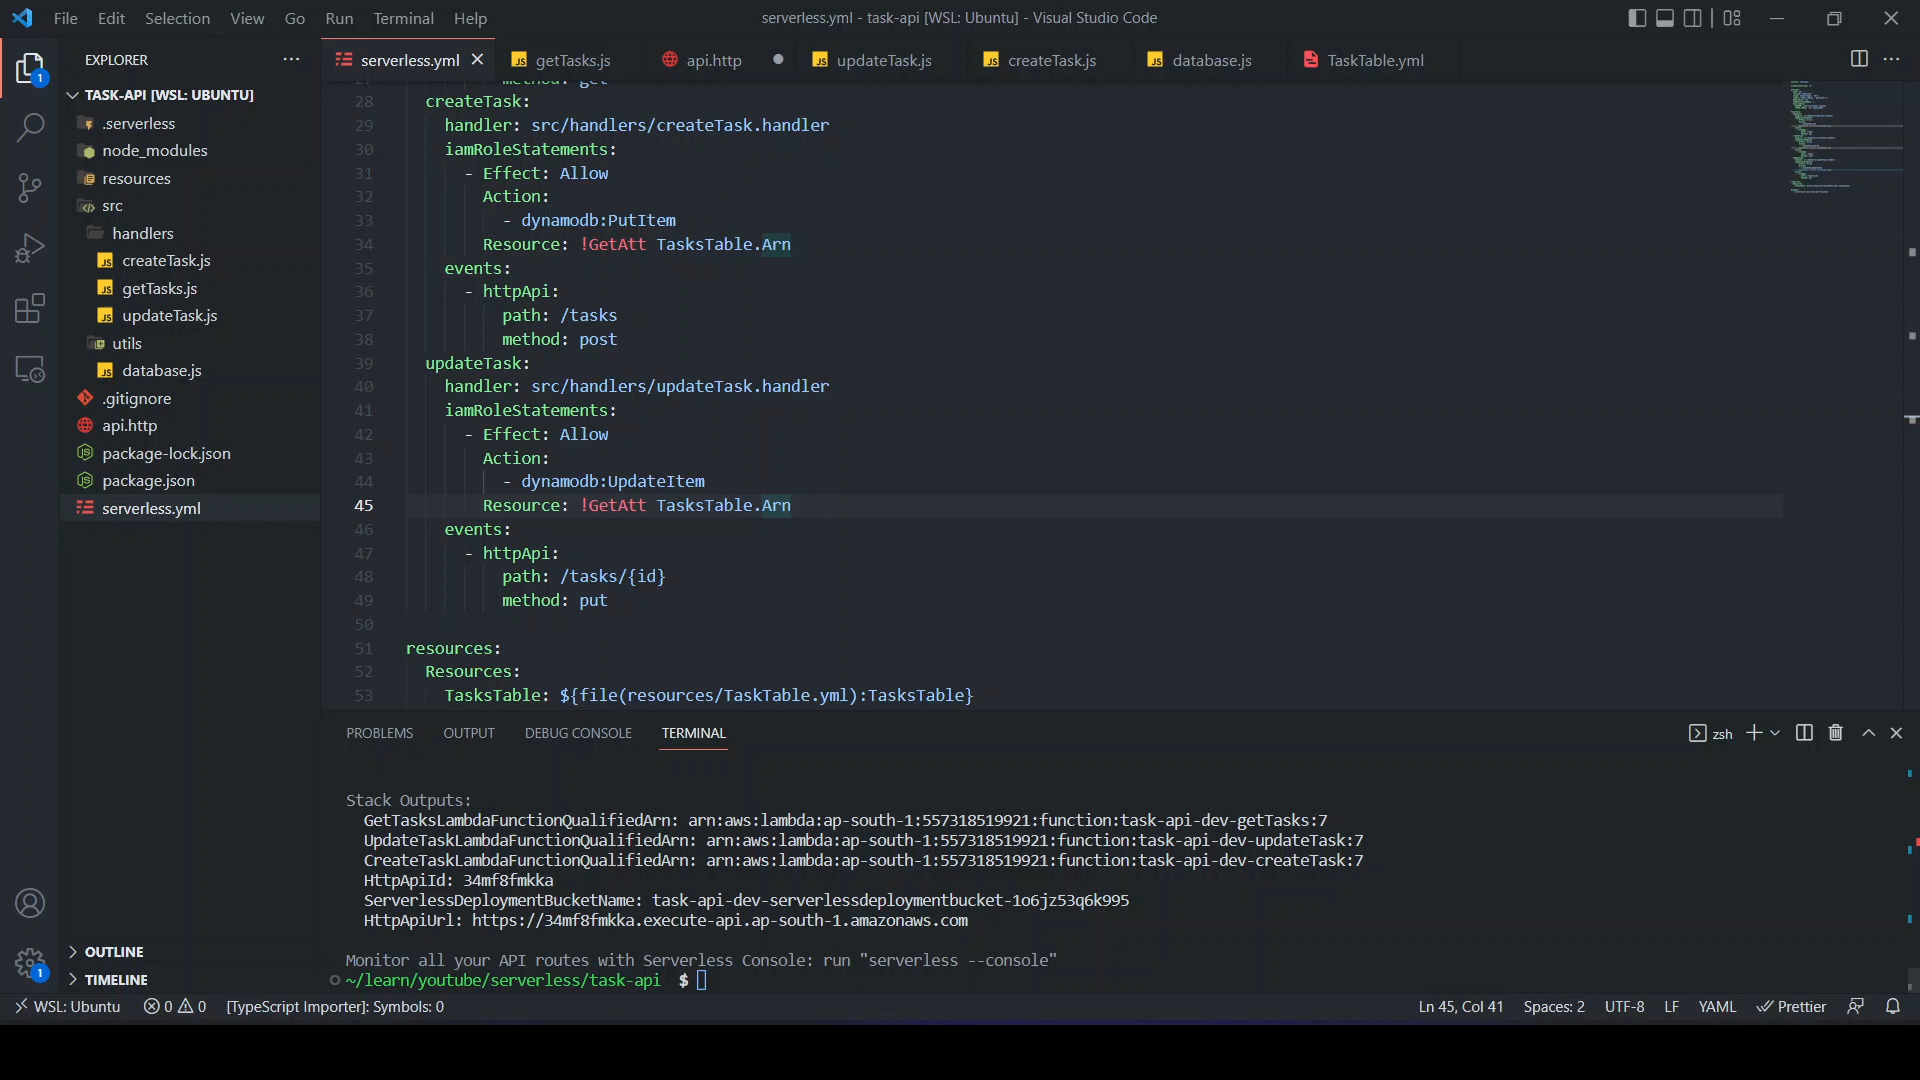 File Edit Selection View Go Run Terminal Help
serverless.yml - task-api [WSL: Ubuntu] - Visual Studio Code
EXPLORER
TASK-API [WSL: UBUNTU]
.serverless
node_modules
resources
src
handlers
createTask.js
getTasks.js
updateTask.js
utils
database.js
.gitignore
api.http
package-lock.json
package.json
serverless.yml
OUTLINE
TIMELINE
1
1
serverless.yml getTasks.js api.http updateTask.js createTask.js database.js TaskTable.yml
27 method: get
28 createTask:
29 handler: src/handlers/createTask.handler
30 iamRoleStatements:
31 - Effect: Allow
32 Action:
33 - dynamodb:PutItem
34 Resource: !GetAtt TasksTable.Arn
35 events:
36 - httpApi:
37 path: /tasks
38 method: post
39 updateTask:
40 handler: src/handlers/updateTask.handler
41 iamRoleStatements:
42 - Effect: Allow
43 Action:
44 - dynamodb:UpdateItem
45 Resource: !GetAtt TasksTable.Arn
46 events:
47 - httpApi:
48 path: /tasks/{id}
49 method: put
50
51 resources:
52 Resources:
53 TasksTable: ${file(resources/TaskTable.yml):TasksTable}
PROBLEMS OUTPUT DEBUG CONSOLE TERMINAL
zsh
Stack Outputs:
GetTasksLambdaFunctionQualifiedArn: arn:aws:lambda:ap-south-1:557318519921:function:task-api-dev-getTasks:7
UpdateTaskLambdaFunctionQualifiedArn: arn:aws:lambda:ap-south-1:557318519921:function:task-api-dev-updateTask:7
CreateTaskLambdaFunctionQualifiedArn: arn:aws:lambda:ap-south-1:557318519921:function:task-api-dev-createTask:7
HttpApiId: 34mf8fmkka
ServerlessDeploymentBucketName: task-api-dev-serverlessdeploymentbucket-1o6jz53q6k995
HttpApiUrl: https://34mf8fmkka.execute-api.ap-south-1.amazonaws.com
Monitor all your API routes with Serverless Console: run "serverless --console"
~/learn/youtube/serverless/task-api $
WSL: Ubuntu 0 0 [TypeScript Importer]: Symbols: 0
Ln 45, Col 41 Spaces: 2 UTF-8 LF YAML Prettier